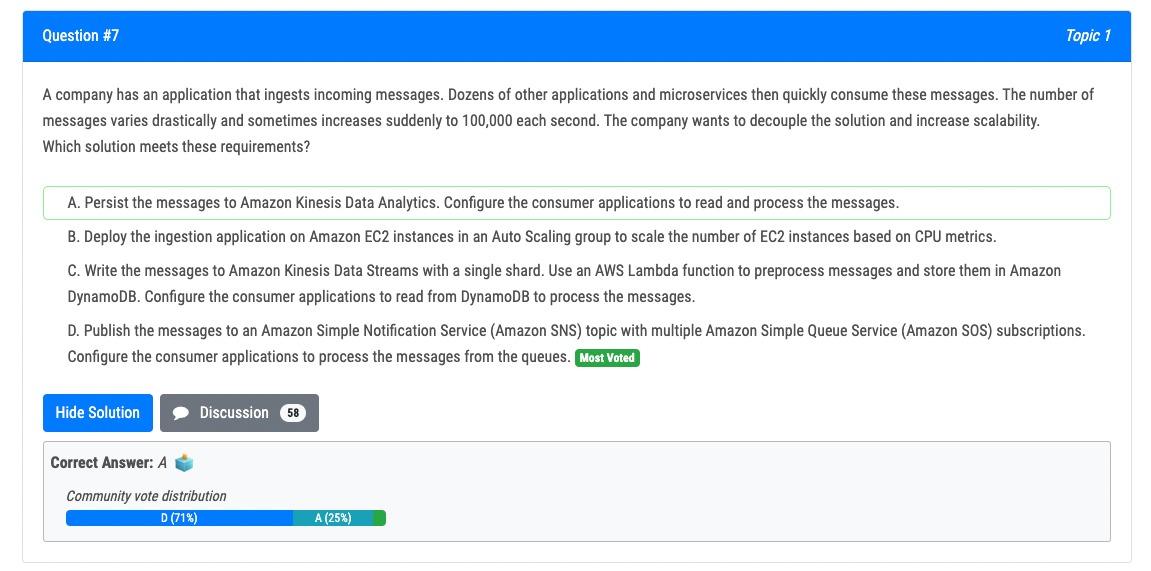 Question #7
Topic 1
A company has an application that ingests incoming messages. Dozens of other applications and microservices then quickly consume these messages. The number of
messages varies drastically and sometimes increases suddenly to 100,000 each second. The company wants to decouple the solution and increase scalability.
Which solution meets these requirements?
A. Persist the messages to Amazon Kinesis Data Analytics. Configure the consumer applications to read and process the messages.
B. Deploy the ingestion application on Amazon EC2 instances in an Auto Scaling group to scale the number of EC2 instances based on CPU metrics.
C. Write the messages to Amazon Kinesis Data Streams with a single shard. Use an AWS Lambda function to preprocess messages and store them in Amazon
DynamoDB. Configure the consumer applications to read from DynamoDB to process the messages.
D. Publish the messages to an Amazon Simple Notification Service (Amazon SNS) topic with multiple Amazon Simple Queue Service (Amazon SOS) subscriptions.
Configure the consumer applications to process the messages from the queues. Most Voted
Hide Solution
Discussion 58
Correct Answer: A
Community vote distribution
D (71%) A (25%)